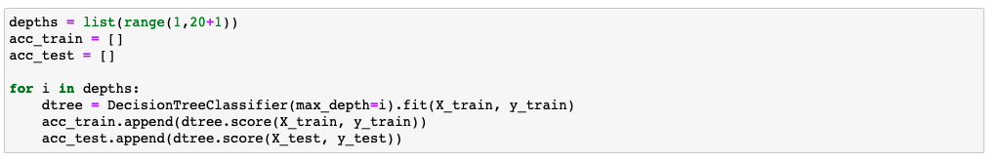 depths = list(range(1,20+1))
acc_train = []
acc_test = []
for i in depths:
    dtree = DecisionTreeClassifier(max_depth=i).fit(X_train, y_train)
    acc_train.append(dtree.score(X_train, y_train))
    acc_test.append(dtree.score(X_test, y_test))